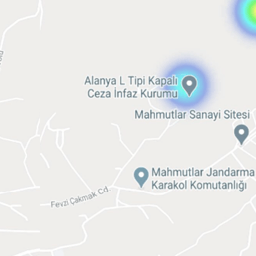 Alanya L Tipi Kapalı
Ceza İnfaz Kurumu
Mahmutlar Sanayi Sitesi
Mahmutlar Jandarma
Karakol Komutanlığı
Fevzi Çakmak Cd.